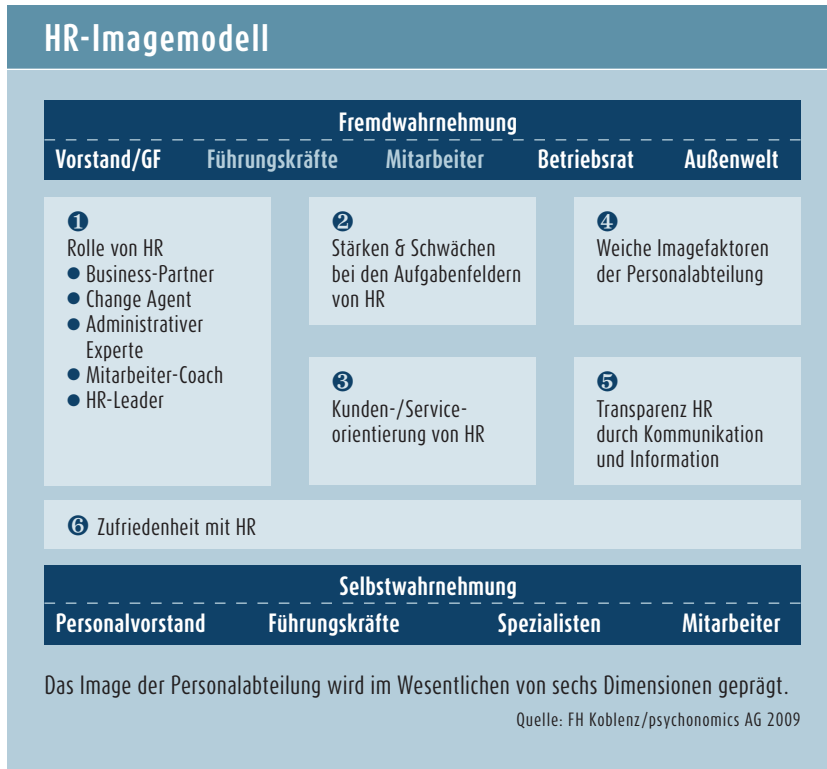 HR-Imagemodell
Fremdwahrnehmung
Vorstand/GF Führungskräfte Mitarbeiter Betriebsrat Außenwelt
❶
Rolle von HR
● Business-Partner
● Change Agent
● Administrativer
Experte
● Mitarbeiter-Coach
● HR-Leader
❷
Stärken & Schwächen
bei den Aufgabenfeldern
von HR
❸
Kunden-/Service-
orientierung von HR
❹
Weiche Imagefaktoren
der Personalabteilung
❺
Transparenz HR
durch Kommunikation
und Information
❻ Zufriedenheit mit HR
Selbstwahrnehmung
Personalvorstand Führungskräfte Spezialisten Mitarbeiter
Das Image der Personalabteilung wird im Wesentlichen von sechs Dimensionen geprägt.
Quelle: FH Koblenz/psychonomics AG 2009